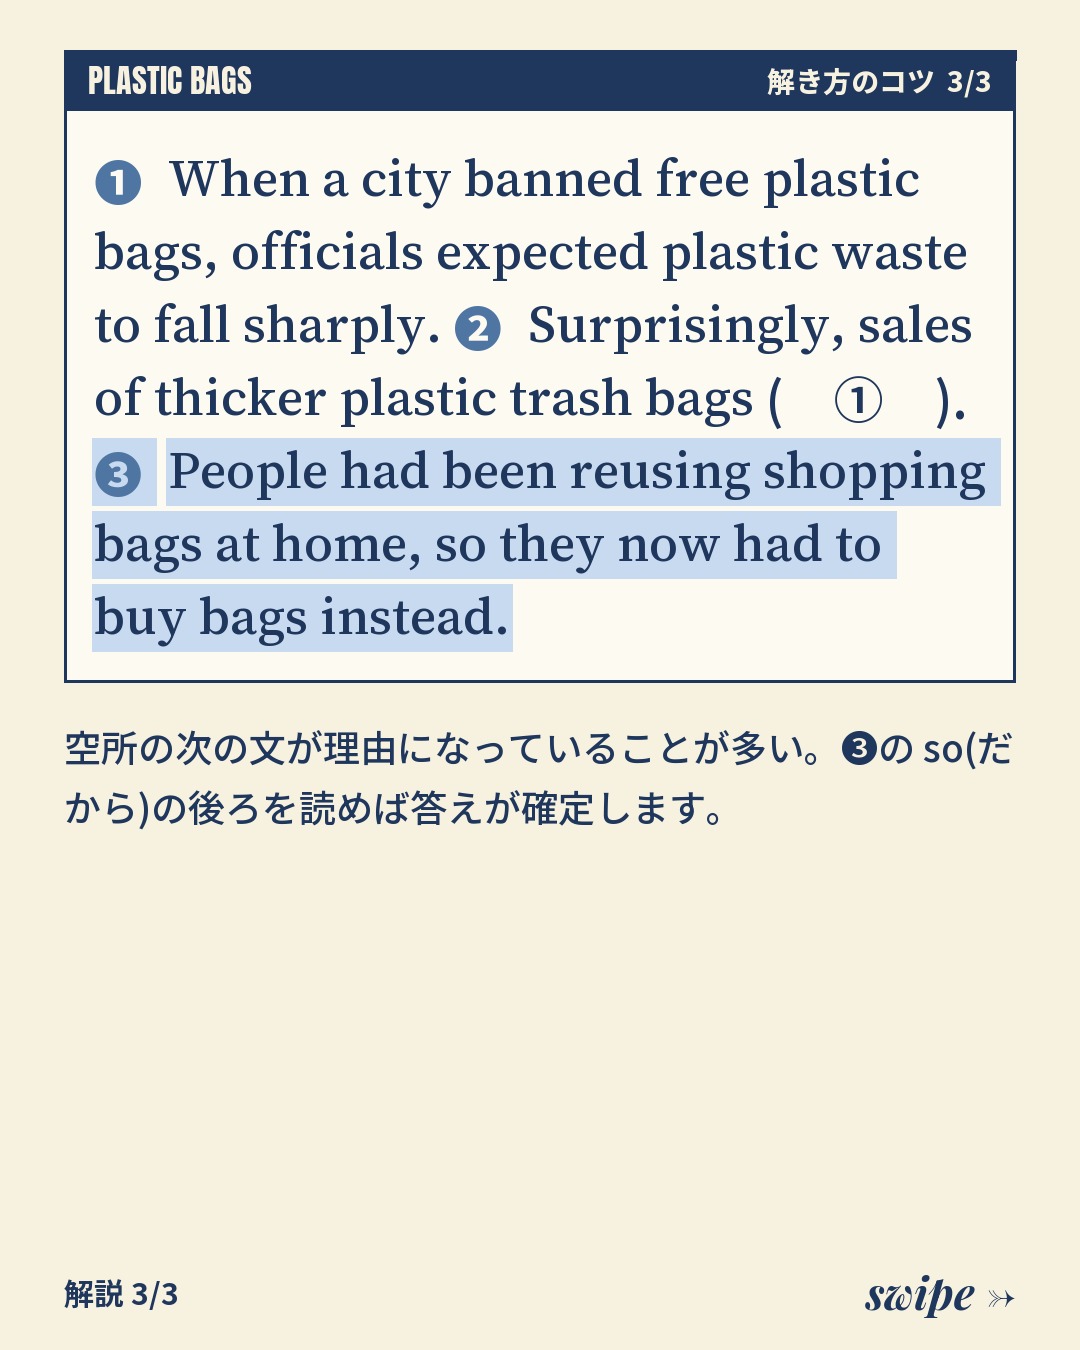 PLASTIC BAGS
解き方のコツ 3/3
❶ When a city banned free plastic
bags, officials expected plastic waste
to fall sharply. ❷ Surprisingly, sales
of thicker plastic trash bags ( ① ).
❸ People had been reusing shopping
bags at home, so they now had to
buy bags instead.
空所の次の文が理由になっていることが多い。❸の so(だ
から)の後ろを読めば答えが確定します。
解説 3/3
swipe